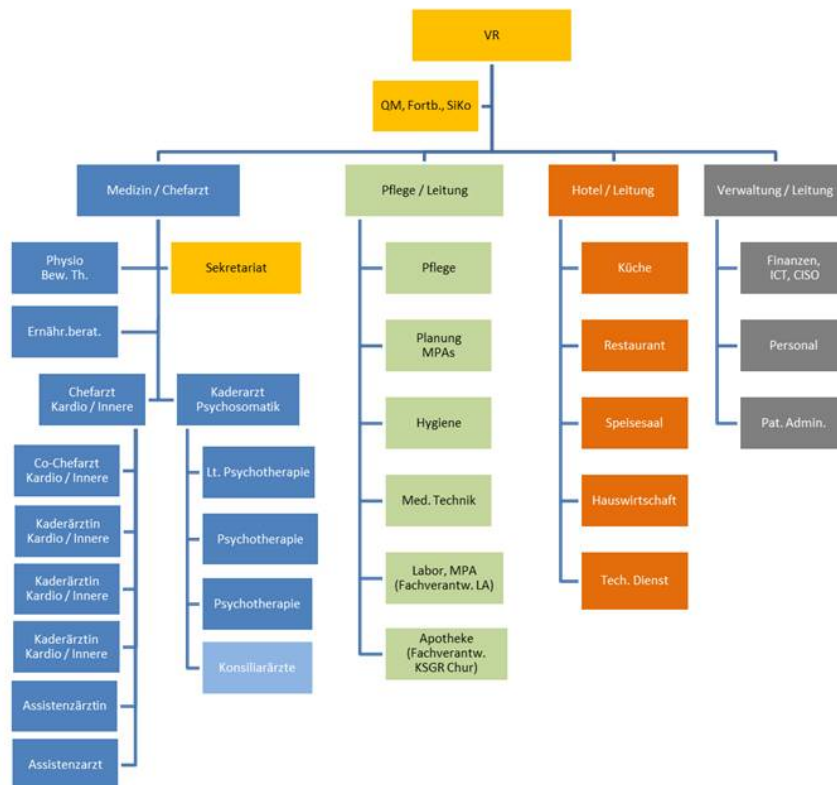 VR
QM, Fortb., SiKo
Medizin / Chefarzt
Pflege / Leitung
Hotel / Leitung
Verwaltung / Leitung
Physio
Bew. Th.
Sekretariat
Ernähr.berat.
Chefarzt
Kardio / Innere
Kaderarzt
Psychosomatik
Co-Chefarzt
Kardio / Innere
Kaderärztin
Kardio / Innere
Kaderärztin
Kardio / Innere
Kaderärztin
Kardio / Innere
Assistenzärztin
Assistenzarzt
Lt. Psychotherapie
Psychotherapie
Psychotherapie
Konsiliarärzte
Pflege
Planung
MPAs
Hygiene
Med. Technik
Labor, MPA
(Fachverantw. LA)
Apotheke
(Fachverantw.
KSGR Chur)
Küche
Restaurant
Speisesaal
Hauswirtschaft
Tech. Dienst
Finanzen,
ICT, CISO
Personal
Pat. Admin.